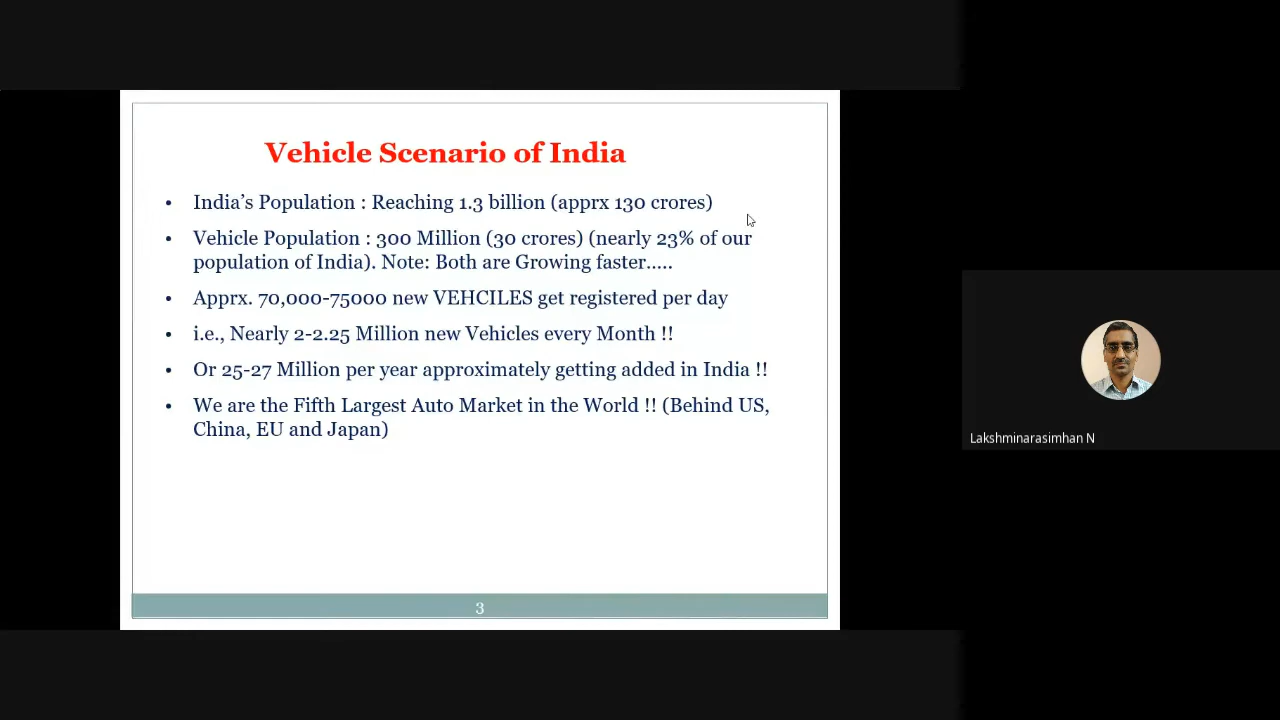 Vehicle Scenario of India
• India's Population : Reaching 1.3 billion (apprx 130 crores)
• Vehicle Population : 300 Million (30 crores) (nearly 23% of our
population of India). Note: Both are Growing faster.....
• Apprx. 70,000-75000 new VEHCILES get registered per day
• i.e., Nearly 2-2.25 Million new Vehicles every Month !!
• Or 25-27 Million per year approximately getting added in India !!
• We are the Fifth Largest Auto Market in the World !! (Behind US,
China, EU and Japan)
3
Lakshminarasimhan N